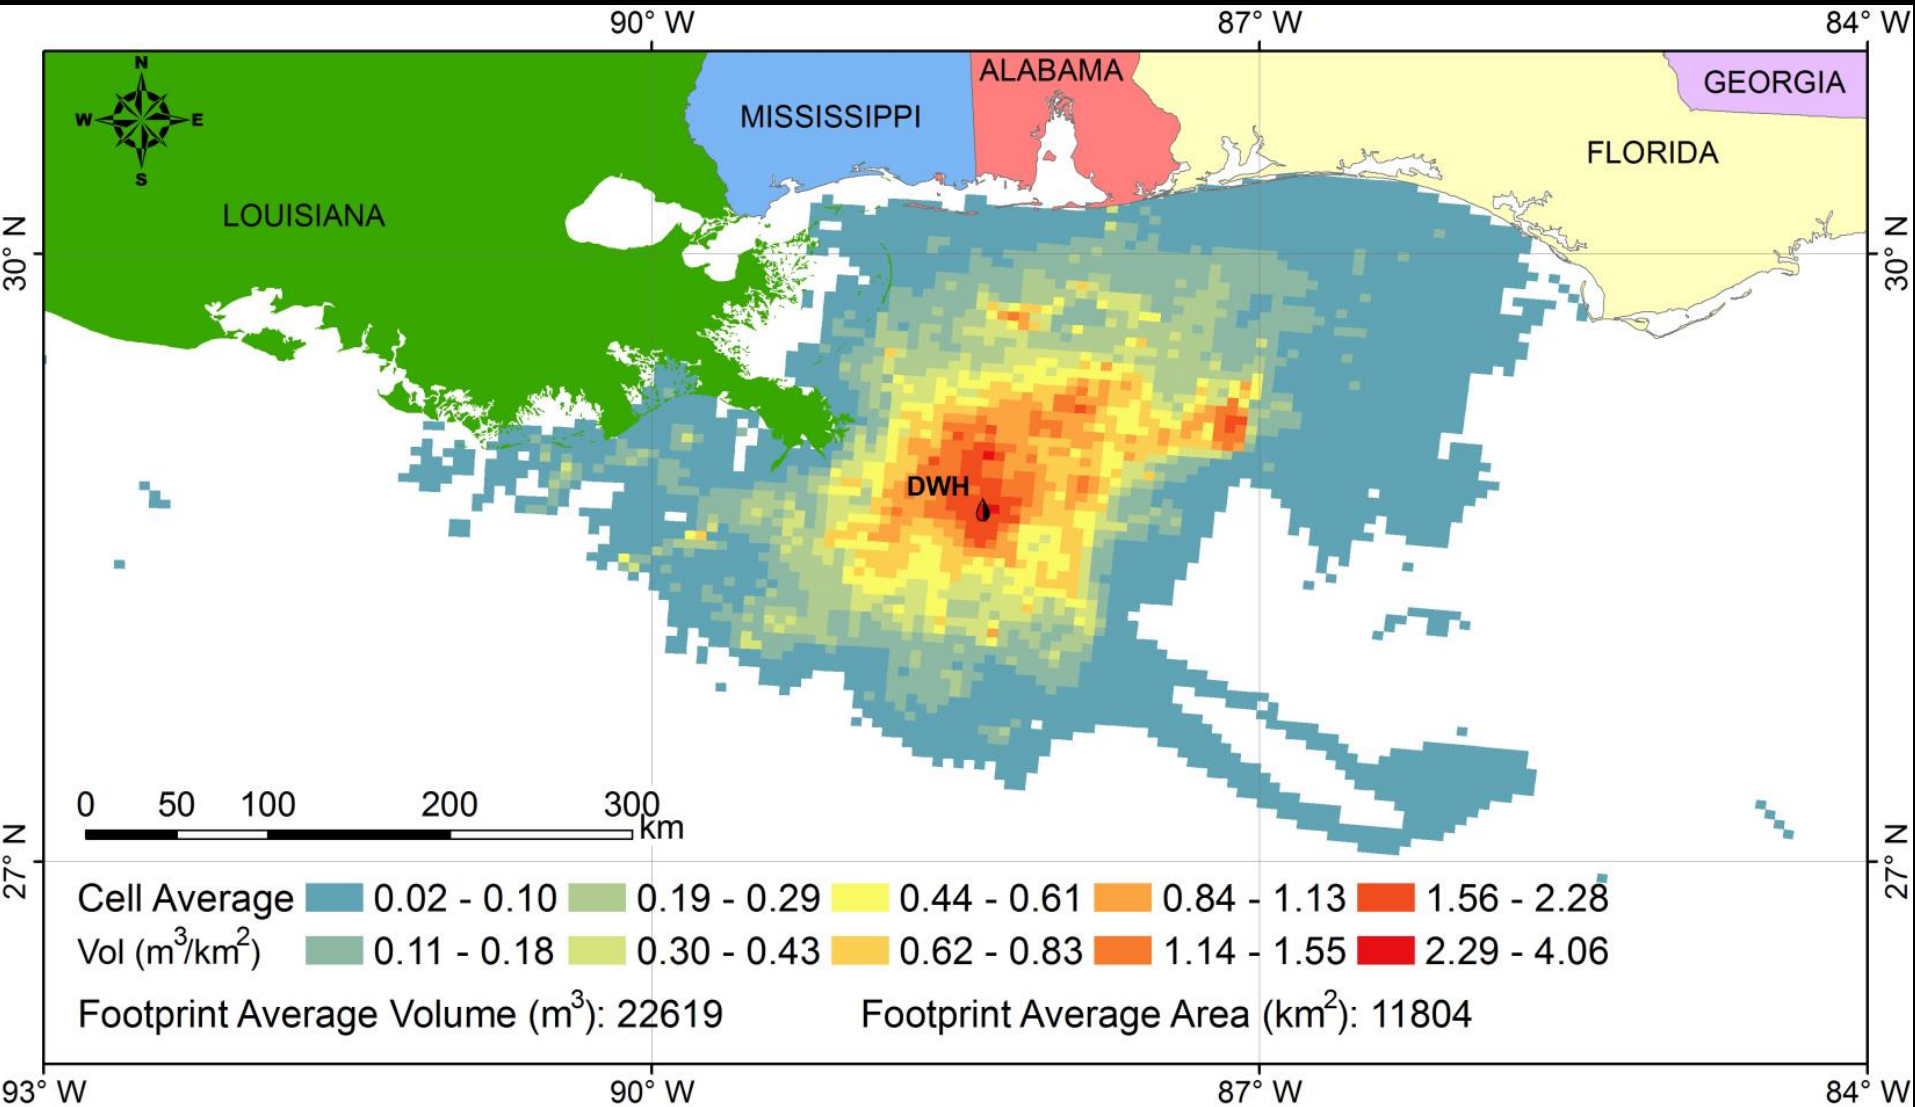 90° W 87° W 84° W
N
W E
S
LOUISIANA
MISSISSIPPI
ALABAMA
GEORGIA
FLORIDA
30° N 30° N
DWH
0 50 100 200 300
km
27° N 27° N
Cell Average 0.02 - 0.10 0.19 - 0.29 0.44 - 0.61 0.84 - 1.13 1.56 - 2.28
Vol (m³/km²) 0.11 - 0.18 0.30 - 0.43 0.62 - 0.83 1.14 - 1.55 2.29 - 4.06
Footprint Average Volume (m³): 22619 Footprint Average Area (km²): 11804
93° W 90° W 87° W 84° W